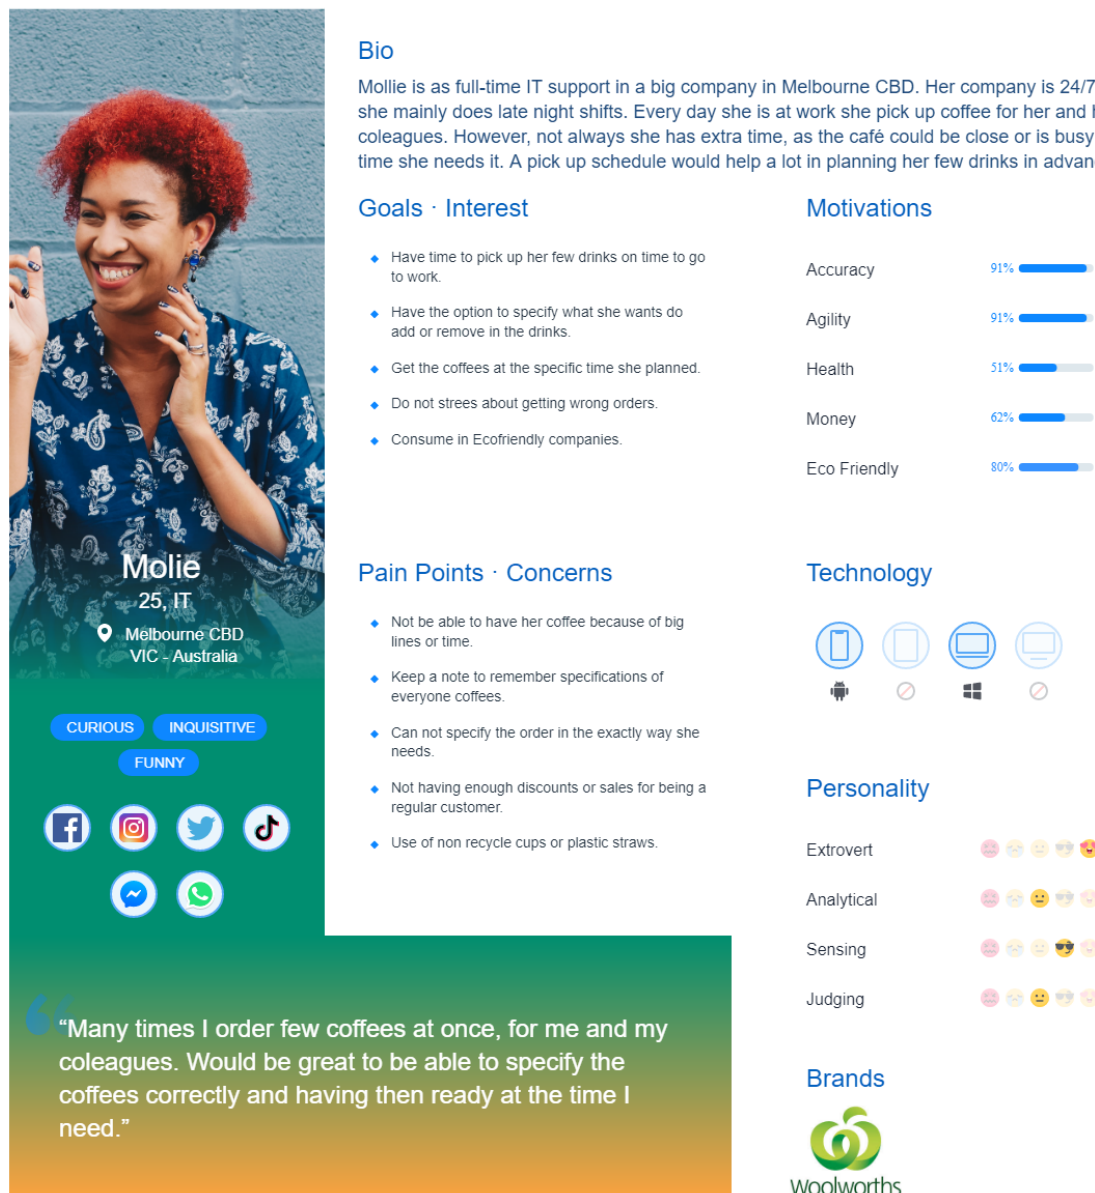 Bio
Mollie is as full-time IT support in a big company in Melbourne CBD. Her company is 24/7
she mainly does late night shifts. Every day she is at work she pick up coffee for her and
coleagues. However, not always she has extra time, as the café could be close or is busy
time she needs it. A pick up schedule would help a lot in planning her few drinks in advan
Goals · Interest
Have time to pick up her few drinks on time to go
to work.
Have the option to specify what she wants do
add or remove in the drinks.
Get the coffees at the specific time she planned.
Do not strees about getting wrong orders.
Consume in Ecofriendly companies.
Motivations
Accuracy 91%
Agility 91%
Health 51%
Money 62%
Eco Friendly 80%
Molie
25, IT
Melbourne CBD
VIC - Australia
CURIOUS INQUISITIVE
FUNNY
Pain Points · Concerns
Not be able to have her coffee because of big
lines or time.
Keep a note to remember specifications of
everyone coffees.
Can not specify the order in the exactly way she
needs.
Not having enough discounts or sales for being a
regular customer.
Use of non recycle cups or plastic straws.
Technology
Personality
Extrovert
Analytical
Sensing
Judging
“Many times I order few coffees at once, for me and my
coleagues. Would be great to be able to specify the
coffees correctly and having then ready at the time I
need.”
Brands
Woolworths